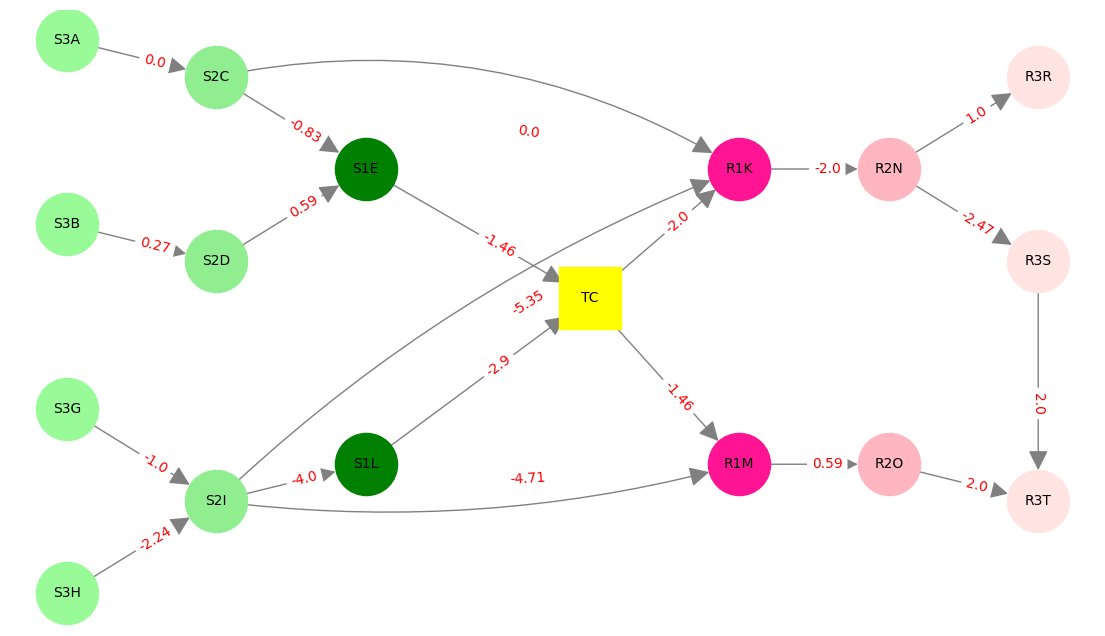 S3A
0.0
S2C
R3R
1.0
-0.83
0.0
S1E
R1K
-2.0
R2N
S3B
0.27
0.59
-2.0
-2.47
S2D
-1.46
R3S
TC
-5.35
-2.9
-1.46
2.0
S3G
-1.0
S1L
R1M
0.59
R2O
-4.0
-4.71
2.0
S2I
R3T
-2.24
S3H